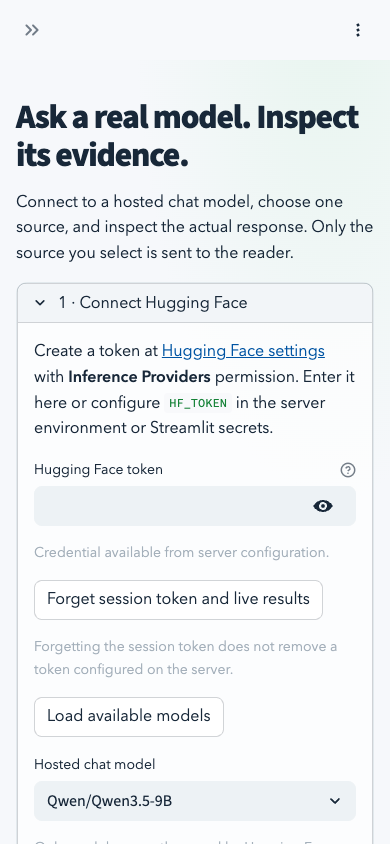 Ask a real model. Inspect
its evidence.
Connect to a hosted chat model, choose one
source, and inspect the actual response. Only the
source you select is sent to the reader.
1 · Connect Hugging Face
Create a token at Hugging Face settings
with Inference Providers permission. Enter it
here or configure HF_TOKEN in the server
environment or Streamlit secrets.
Hugging Face token
Credential available from server configuration.
Forget session token and live results
Forgetting the session token does not remove a
token configured on the server.
Load available models
Hosted chat model
Qwen/Qwen3.5-9B